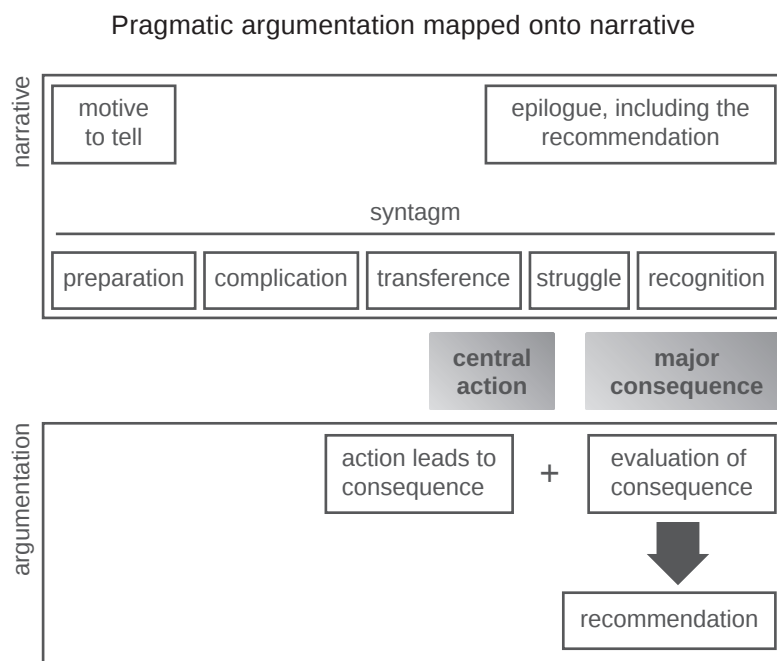 Pragmatic argumentation mapped onto narrative
narrative
motive
to tell
epilogue, including the
recommendation
syntagm
preparation
complication
transference
struggle
recognition
central
action
major
consequence
argumentation
action leads to
consequence
+
evaluation of
consequence
recommendation